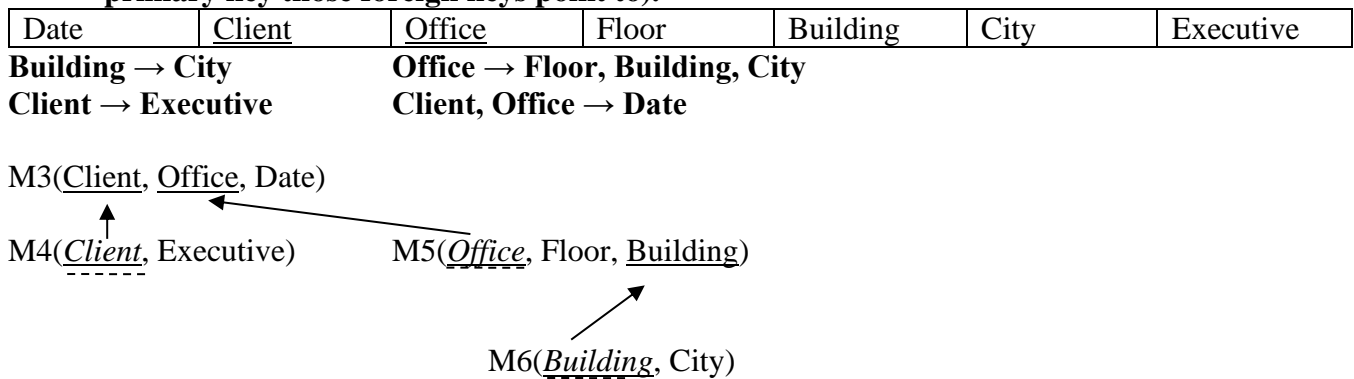 primary key those foreign keys point to).
Date Client Office Floor Building City Executive
Building → City Office → Floor, Building, City
Client → Executive Client, Office → Date
M3(Client, Office, Date)
M4(Client, Executive) M5(Office, Floor, Building)
M6(Building, City)